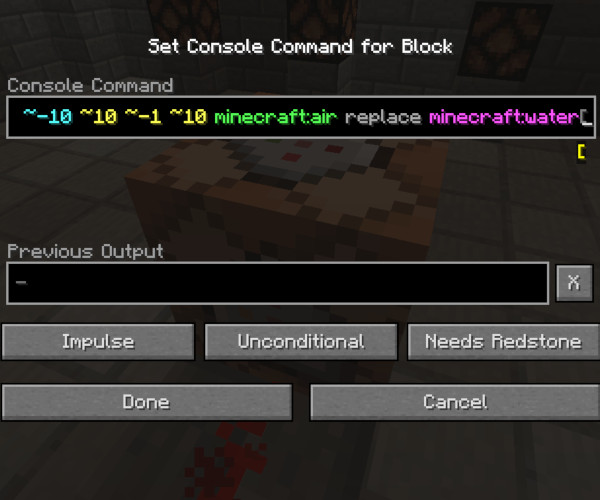 Set Console Command for Block
Console Command
~-10 ~10 ~-1 ~10 minecraft:air replace minecraft:water[_
[
Previous Output
-
X
Impulse Unconditional Needs Redstone
Done Cancel